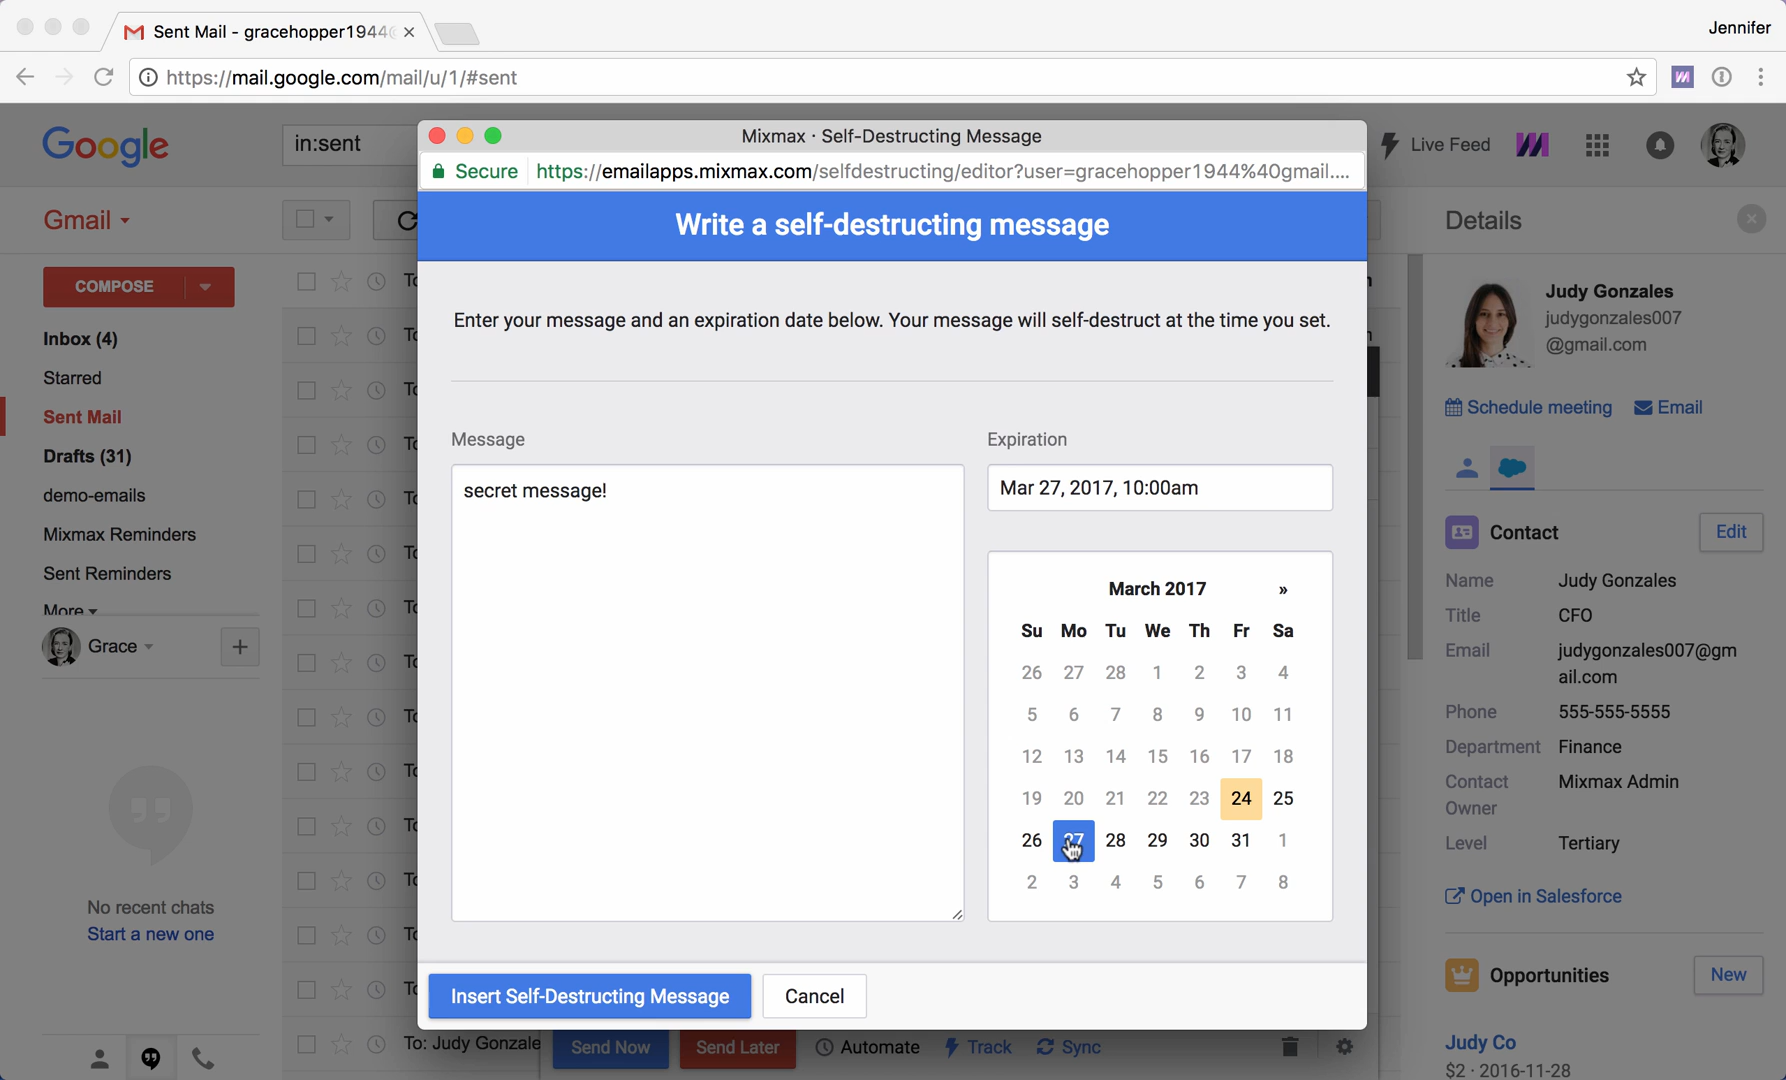 Sent Mail - gracehopper1944
Jennifer
https://mail.google.com/mail/u/1/#sent
Google
in:sent
Live Feed
Gmail
COMPOSE
Inbox (4)
Starred
Sent Mail
Drafts (31)
demo-emails
Mixmax Reminders
Sent Reminders
More
Grace
No recent chats
Start a new one
To: Judy Gonzale
Mixmax · Self-Destructing Message
Secure
https://emailapps.mixmax.com/selfdestructing/editor?user=gracehopper1944%40gmail....
Write a self-destructing message
Enter your message and an expiration date below. Your message will self-destruct at the time you set.
Message
secret message!
Expiration
Mar 27, 2017, 10:00am
March 2017 »
Su Mo Tu We Th Fr Sa
26 27 28 1 2 3 4
5 6 7 8 9 10 11
12 13 14 15 16 17 18
19 20 21 22 23 24 25
26 27 28 29 30 31 1
2 3 4 5 6 7 8
Insert Self-Destructing Message
Cancel
Send Now
Send Later
Automate
Track
Sync
Details
Judy Gonzales
judygonzales007
@gmail.com
Schedule meeting
Email
Contact
Edit
Name Judy Gonzales
Title CFO
Email judygonzales007@gm
ail.com
Phone 555-555-5555
Department Finance
Contact Mixmax Admin
Owner
Level Tertiary
Open in Salesforce
Opportunities
New
Judy Co
$2 · 2016-11-28